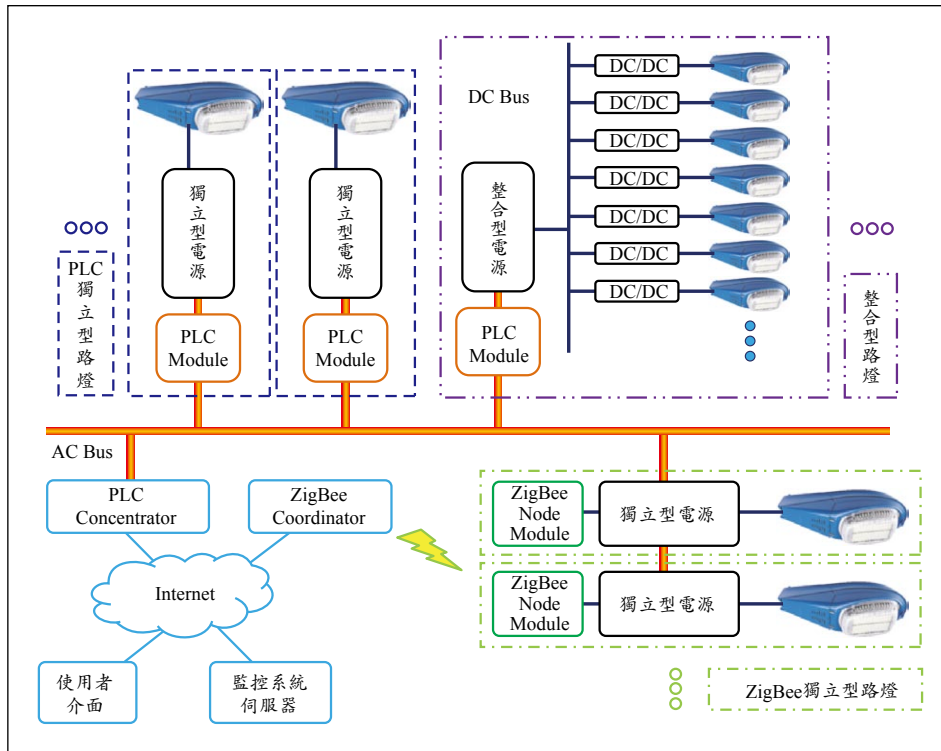 DC Bus
DC/DC
DC/DC
DC/DC
DC/DC
DC/DC
DC/DC
DC/DC
獨立型電源
獨立型電源
整合型電源
PLC
獨立型路燈
PLC
Module
PLC
Module
PLC
Module
整合型路燈
AC Bus
PLC
Concentrator
ZigBee
Coordinator
Internet
使用者
介面
監控系統
伺服器
ZigBee
Node
Module
獨立型電源
ZigBee
Node
Module
獨立型電源
ZigBee獨立型路燈